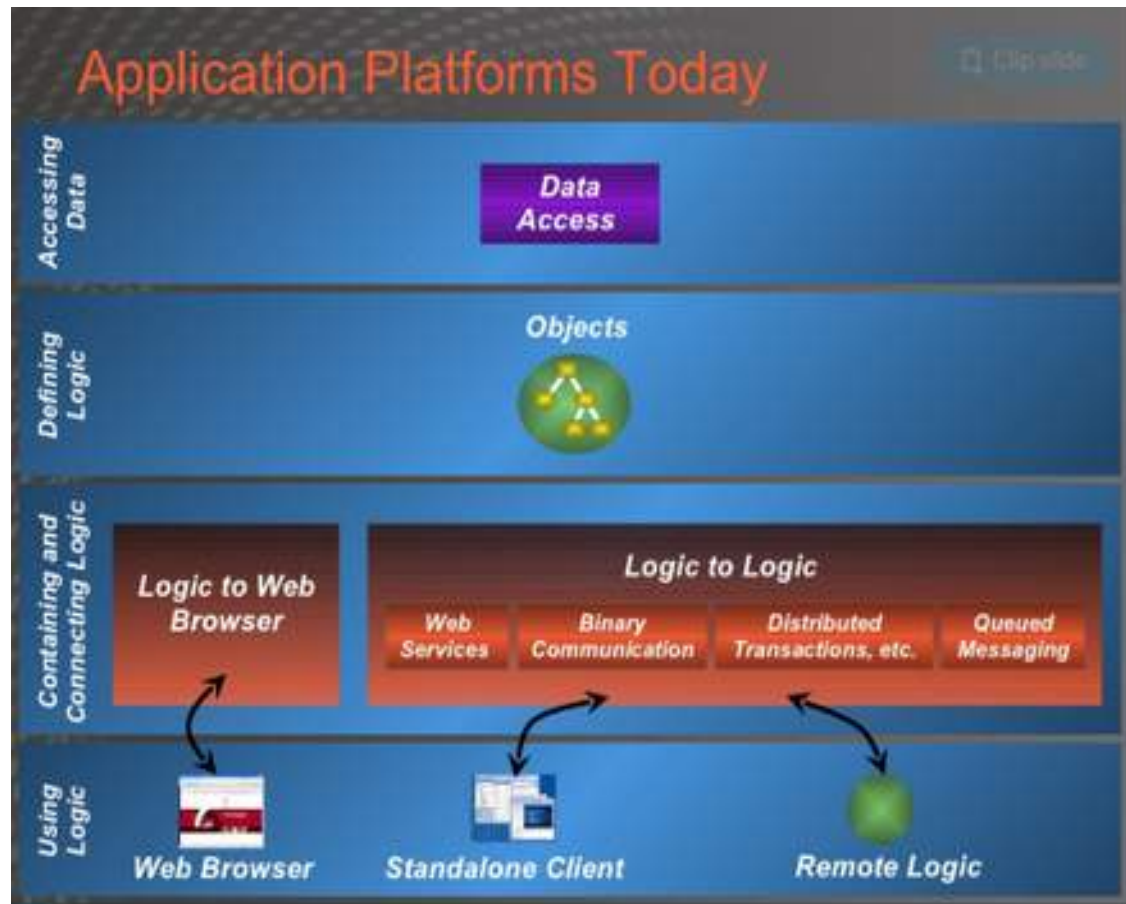 Application Platforms Today
Clip slide
Accessing
Data
Data
Access
Defining
Logic
Objects
Containing and
Connecting Logic
Logic to Web
Browser
Logic to Logic
Web
Services
Binary
Communication
Distributed
Transactions, etc.
Queued
Messaging
Using
Logic
Web Browser
Standalone Client
Remote Logic